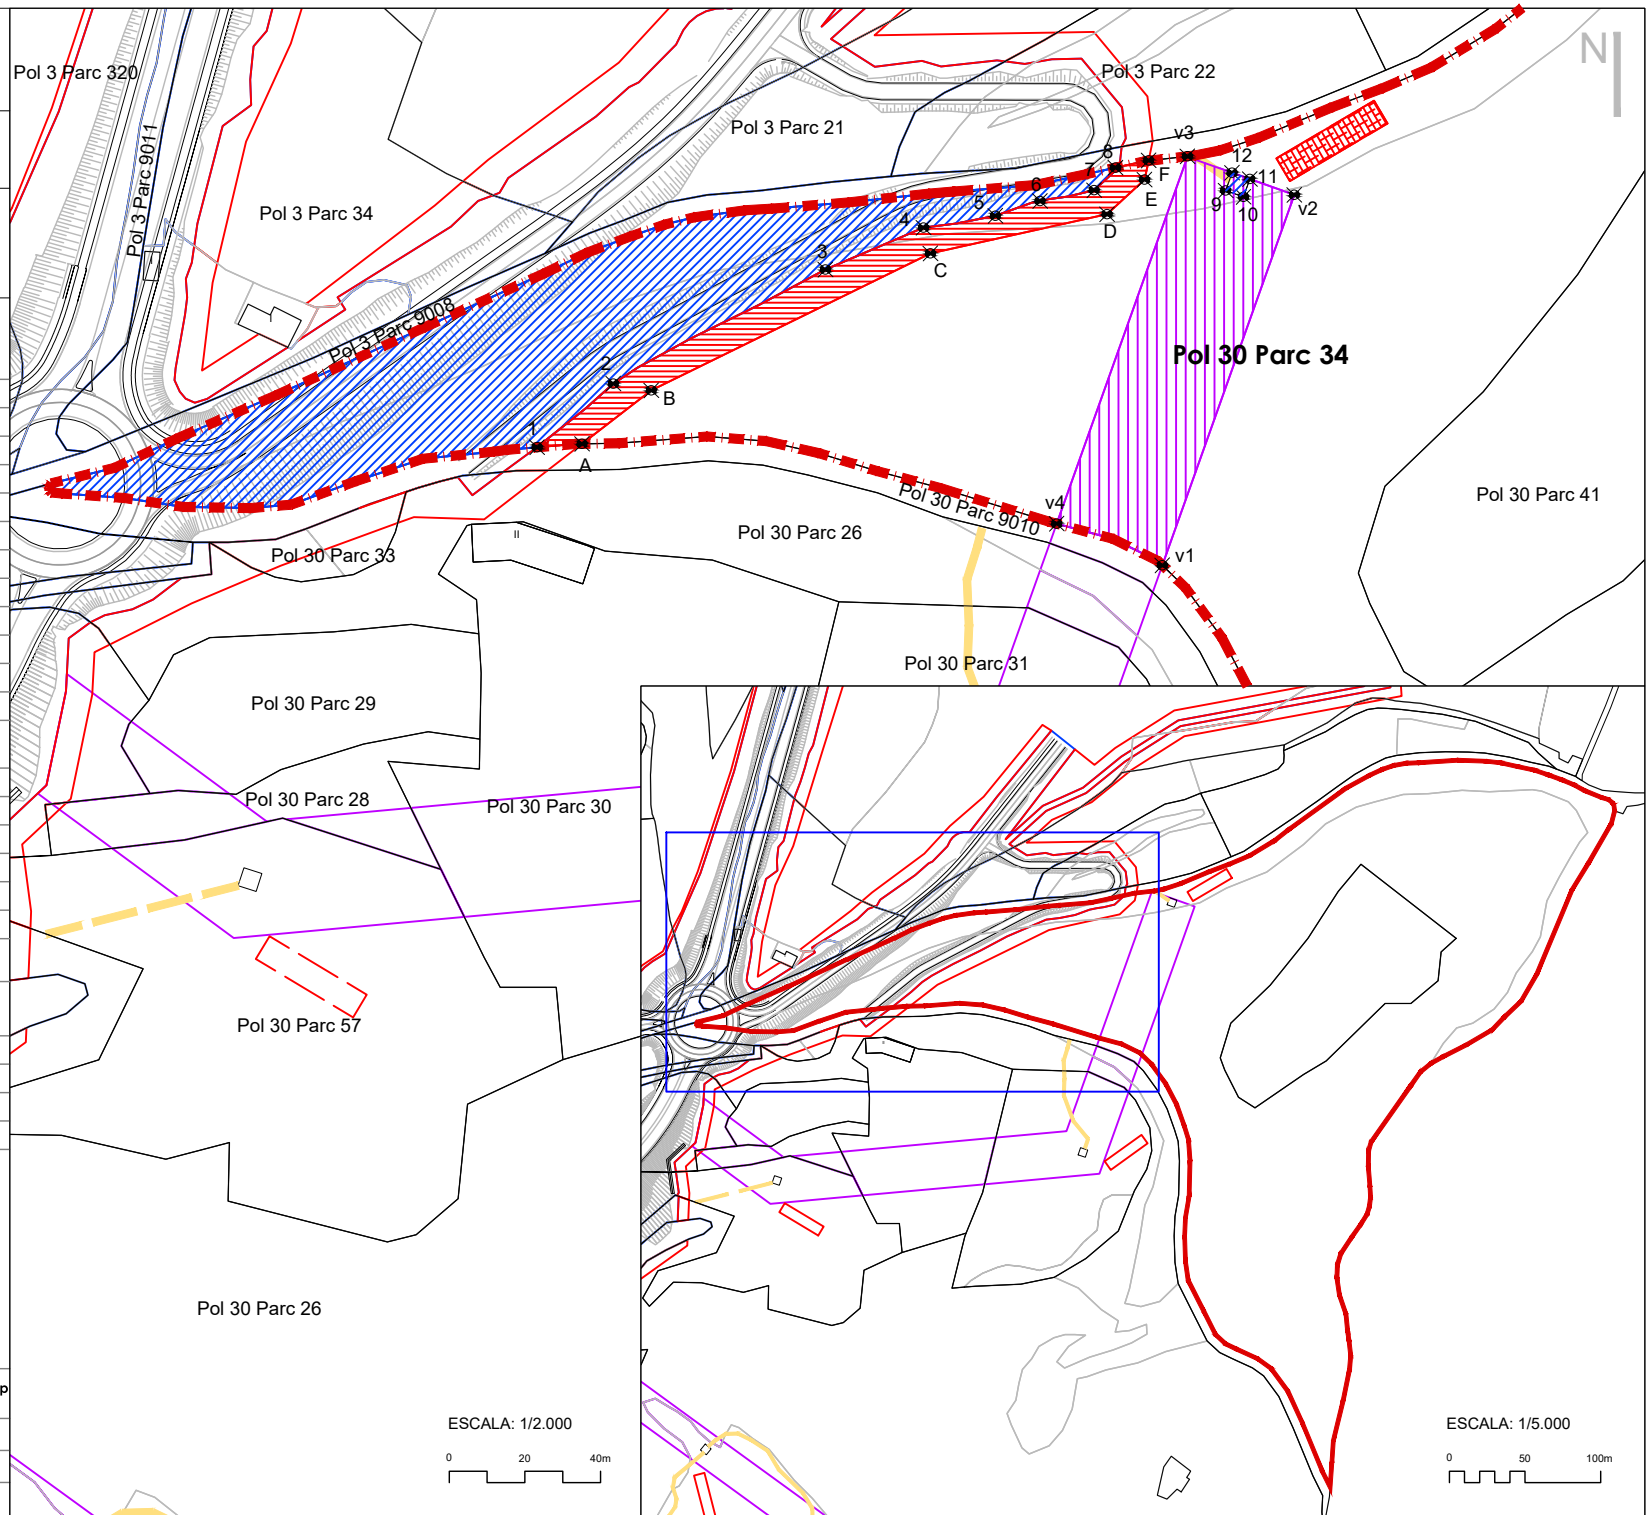 N
Pol 3 Parc 320
Pol 3 Parc 22
Pol 3 Parc 21
Pol 3 Parc 9011
Pol 3 Parc 34
v3
8
7
F
12
11
E
9
10
v2
6
5
4
D
C
3
Pol 3 Parc 9008
2
B
Pol 30 Parc 34
1
A
v4
Pol 30 Parc 9010
Pol 30 Parc 41
II
Pol 30 Parc 26
Pol 30 Parc 33
v1
Pol 30 Parc 31
Pol 30 Parc 29
Pol 30 Parc 28
Pol 30 Parc 30
Pol 30 Parc 57
Pol 30 Parc 26
p
7
ESCALA: 1/2.000
0 20 40m
ESCALA: 1/5.000
0 50 100m